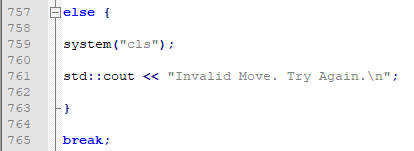 757 else {
758
759 system("cls");
760
761 std::cout << "Invalid Move. Try Again.\n";
762
763 }
764
765 break;